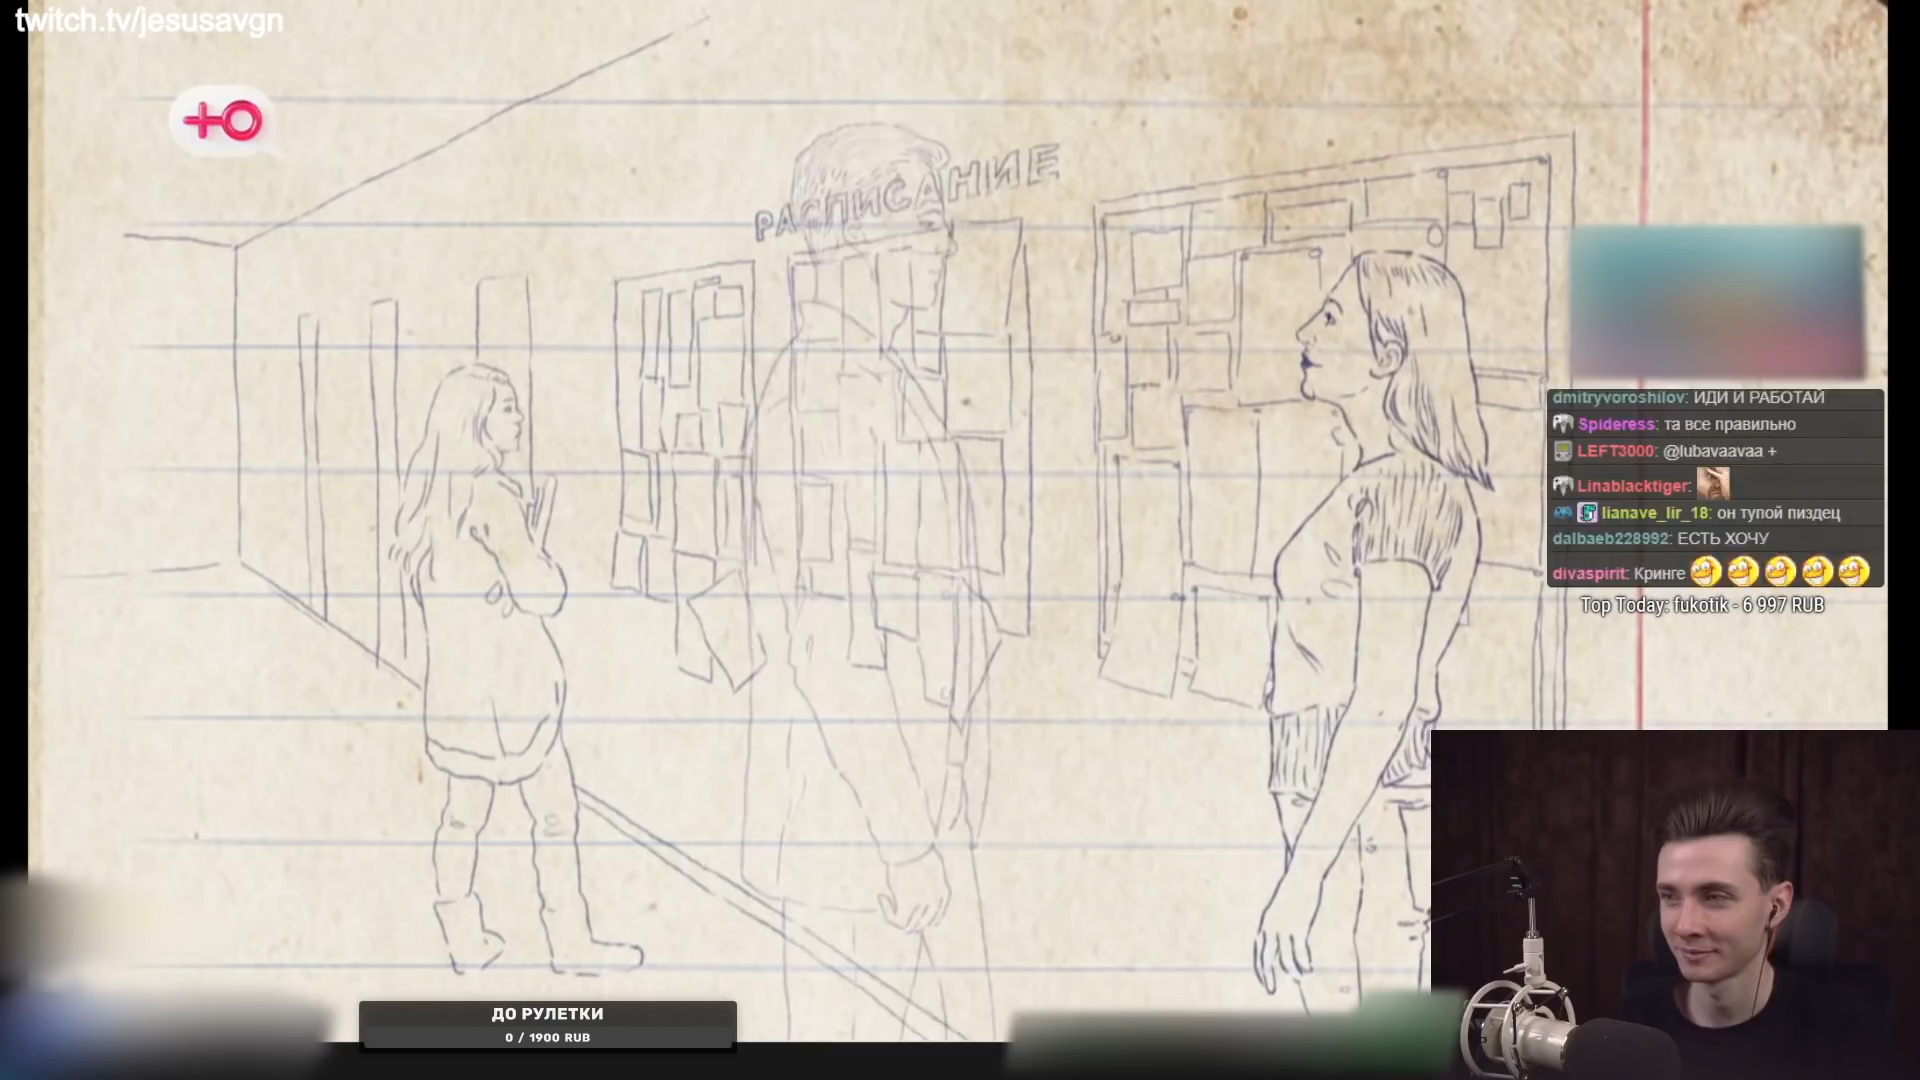 twitch.tv/jesusavgn
Ю
РАСПИСАНИЕ
dmitryvoroshilov: ИДИ И РАБОТАЙ
Spideress: та все правильно
LEFT3000: @lubavaavaa +
Linablacktiger:
lianave_lir_18: он тупой пиздец
dalbaeb228992: ЕСТЬ ХОЧУ
divaspirit: Кринге
Top Today: fukotik - 6 997 RUB
ДО РУЛЕТКИ
0 / 1900 RUB